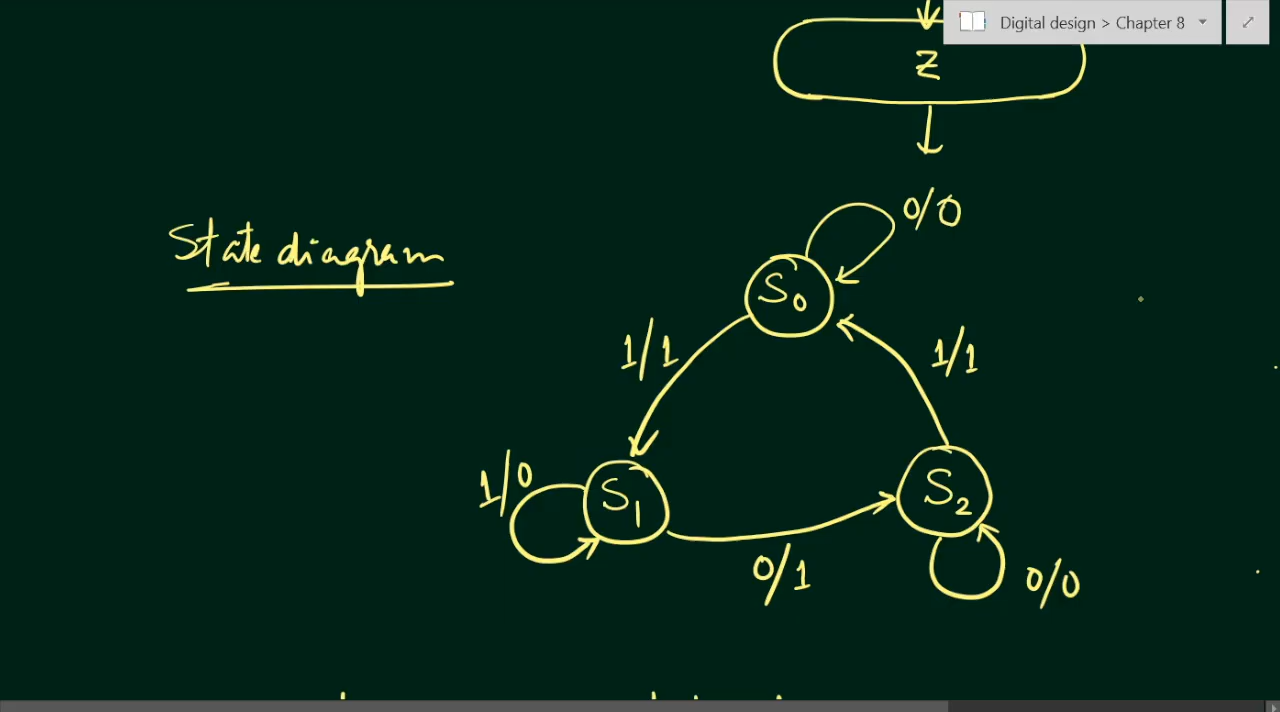 Digital design > Chapter 8
Z
0/0
State diagram
S0
1/1
1/1
1/0
S1
S2
0/1
0/0